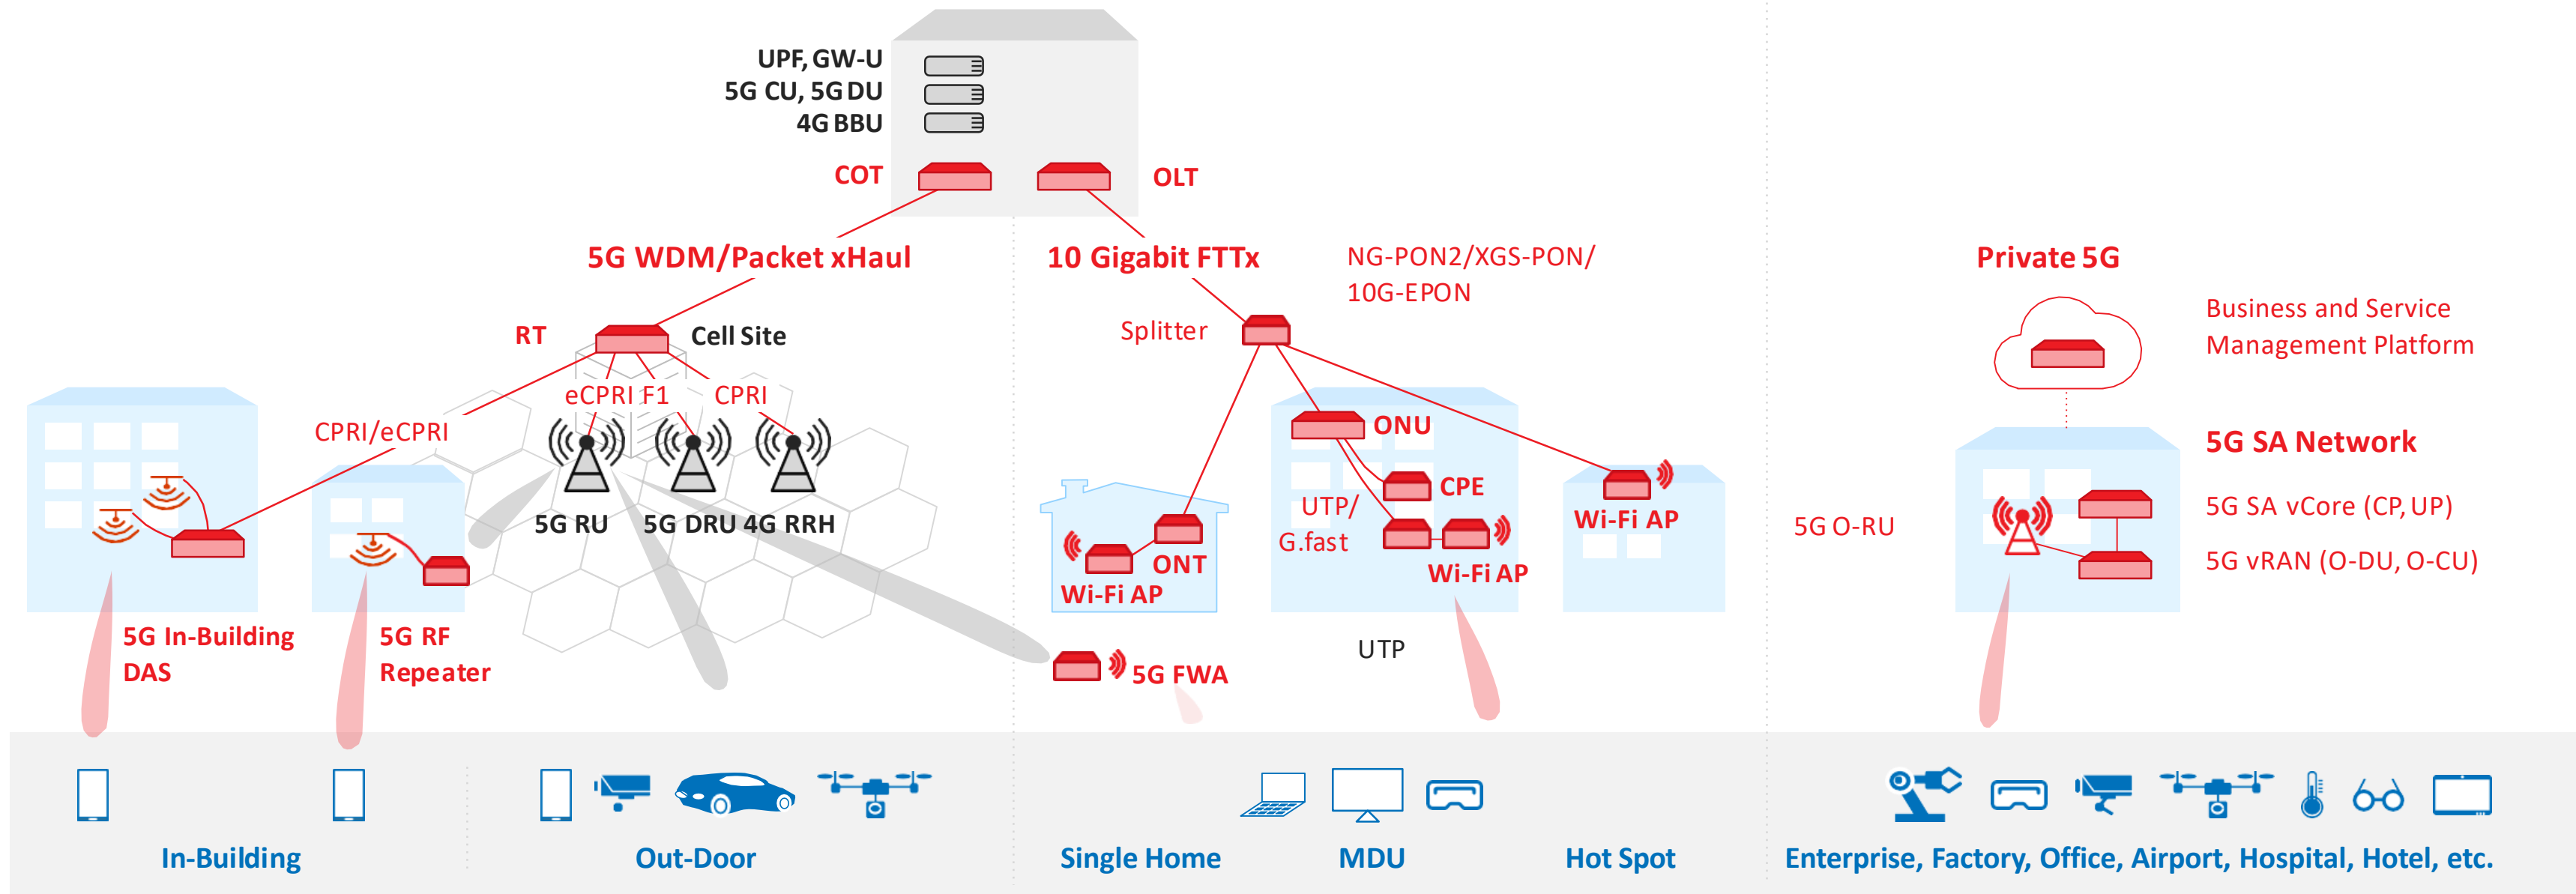 UPF, GW-U
5G CU, 5G DU
4G BBU
COT
OLT
5G WDM/Packet xHaul
10 Gigabit FTTx
NG-PON2/XGS-PON/
10G-EPON
Private 5G
RT
Cell Site
Splitter
Business and Service
Management Platform
eCPRI
F1
CPRI
CPRI/eCPRI
ONU
5G SA Network
CPE
UTP/
G.fast
Wi-Fi AP
5G RU
5G DRU
4G RRH
5G O-RU
5G SA vCore (CP, UP)
ONT
Wi-Fi AP
Wi-Fi AP
5G vRAN (O-DU, O-CU)
5G In-Building
DAS
5G RF
Repeater
UTP
5G FWA
In-Building
Out-Door
Single Home
MDU
Hot Spot
Enterprise, Factory, Office, Airport, Hospital, Hotel, etc.